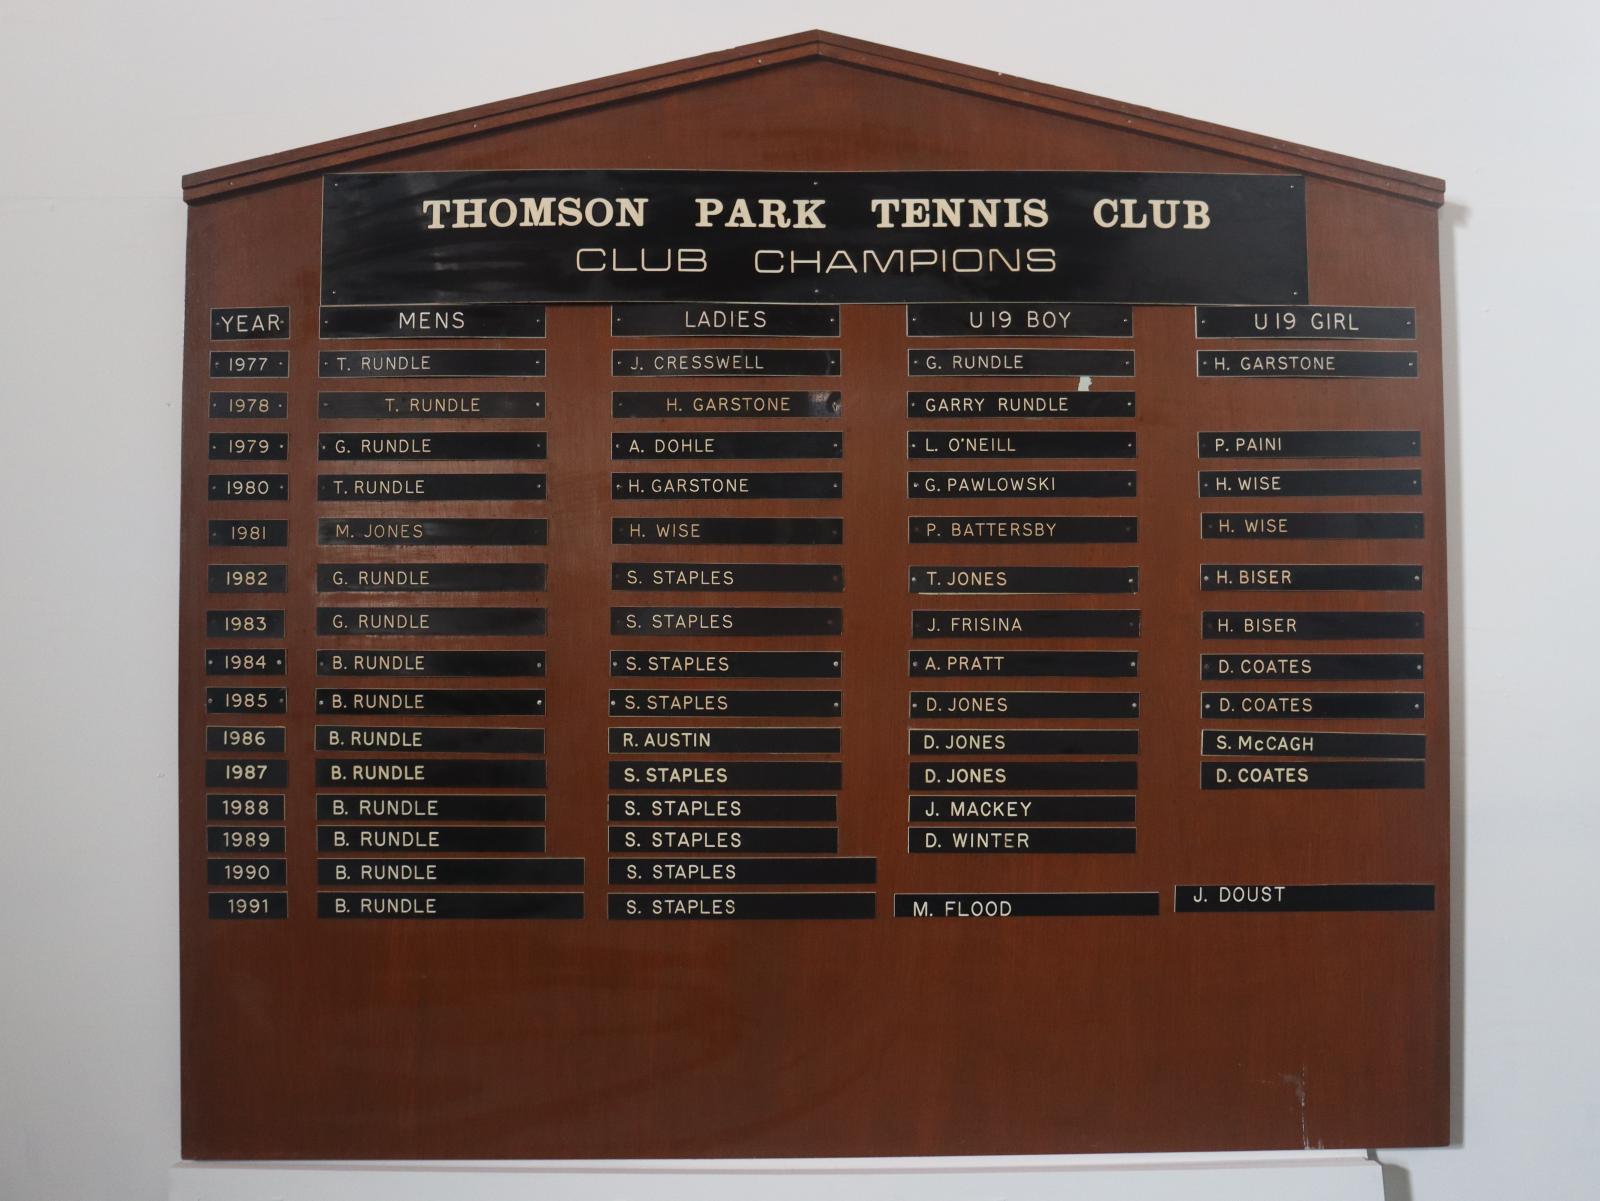 THOMSON PARK TENNIS CLUB
CLUB CHAMPIONS
YEAR MENS LADIES U19 BOY U19 GIRL
1977 T. RUNDLE J. CRESSWELL G. RUNDLE H. GARSTONE
1978 T. RUNDLE H. GARSTONE GARRY RUNDLE
1979 G. RUNDLE A. DOHLE L. O'NEILL P. PAINI
1980 T. RUNDLE H. GARSTONE G. PAWLOWSKI H. WISE
1981 M. JONES H. WISE P. BATTERSBY H. WISE
1982 G. RUNDLE S. STAPLES T. JONES H. BISER
1983 G. RUNDLE S. STAPLES J. FRISINA H. BISER
1984 B. RUNDLE S. STAPLES A. PRATT D. COATES
1985 B. RUNDLE S. STAPLES D. JONES D. COATES
1986 B. RUNDLE R. AUSTIN D. JONES S. McCAGH
1987 B. RUNDLE S. STAPLES D. JONES D. COATES
1988 B. RUNDLE S. STAPLES J. MACKEY
1989 B. RUNDLE S. STAPLES D. WINTER
1990 B. RUNDLE S. STAPLES
1991 B. RUNDLE S. STAPLES M. FLOOD J. DOUST